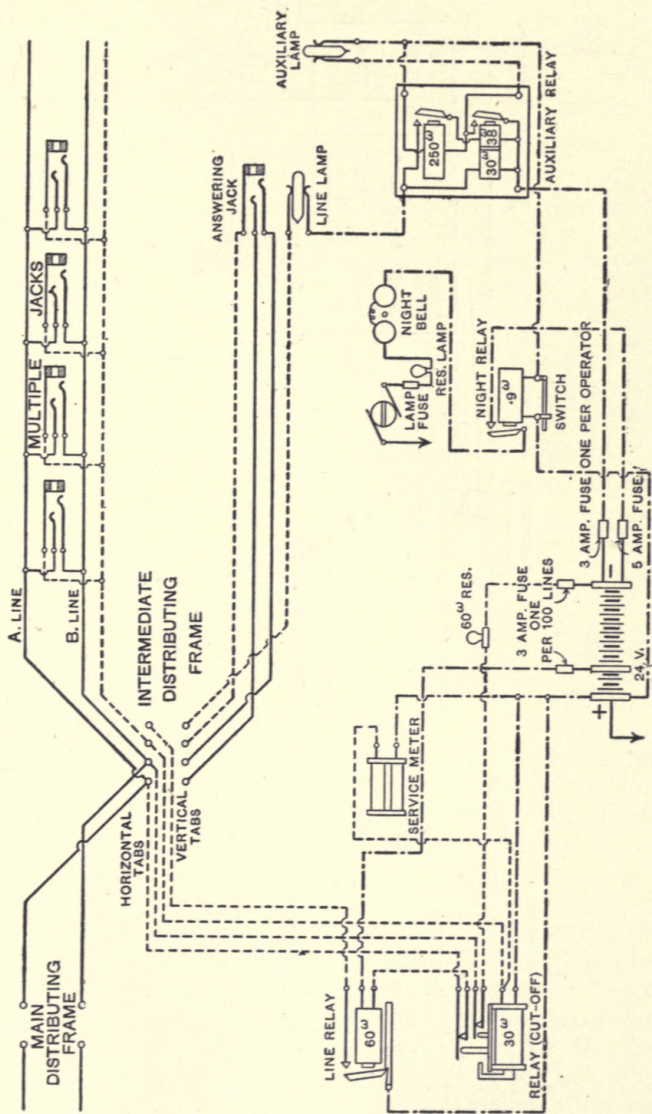 MAIN
DISTRIBUTING
FRAME
A. LINE
B. LINE
MULTIPLE
JACKS
HORIZONTAL
TABS
VERTICAL
TABS
INTERMEDIATE
DISTRIBUTING
FRAME
ANSWERING
JACK
LINE LAMP
AUXILIARY
LAMP
LINE RELAY
60ω
RELAY (CUT-OFF)
30ω
SERVICE METER
60ω RES.
LAMP
FUSE
RES. LAMP
NIGHT
BELL
NIGHT RELAY
·9ω
SWITCH
250ω
30ω
38
AUXILIARY RELAY
3 AMP. FUSE
ONE
PER 100 LINES
3 AMP. FUSE ONE PER OPERATOR
5 AMP. FUSE
+
24.V.
−